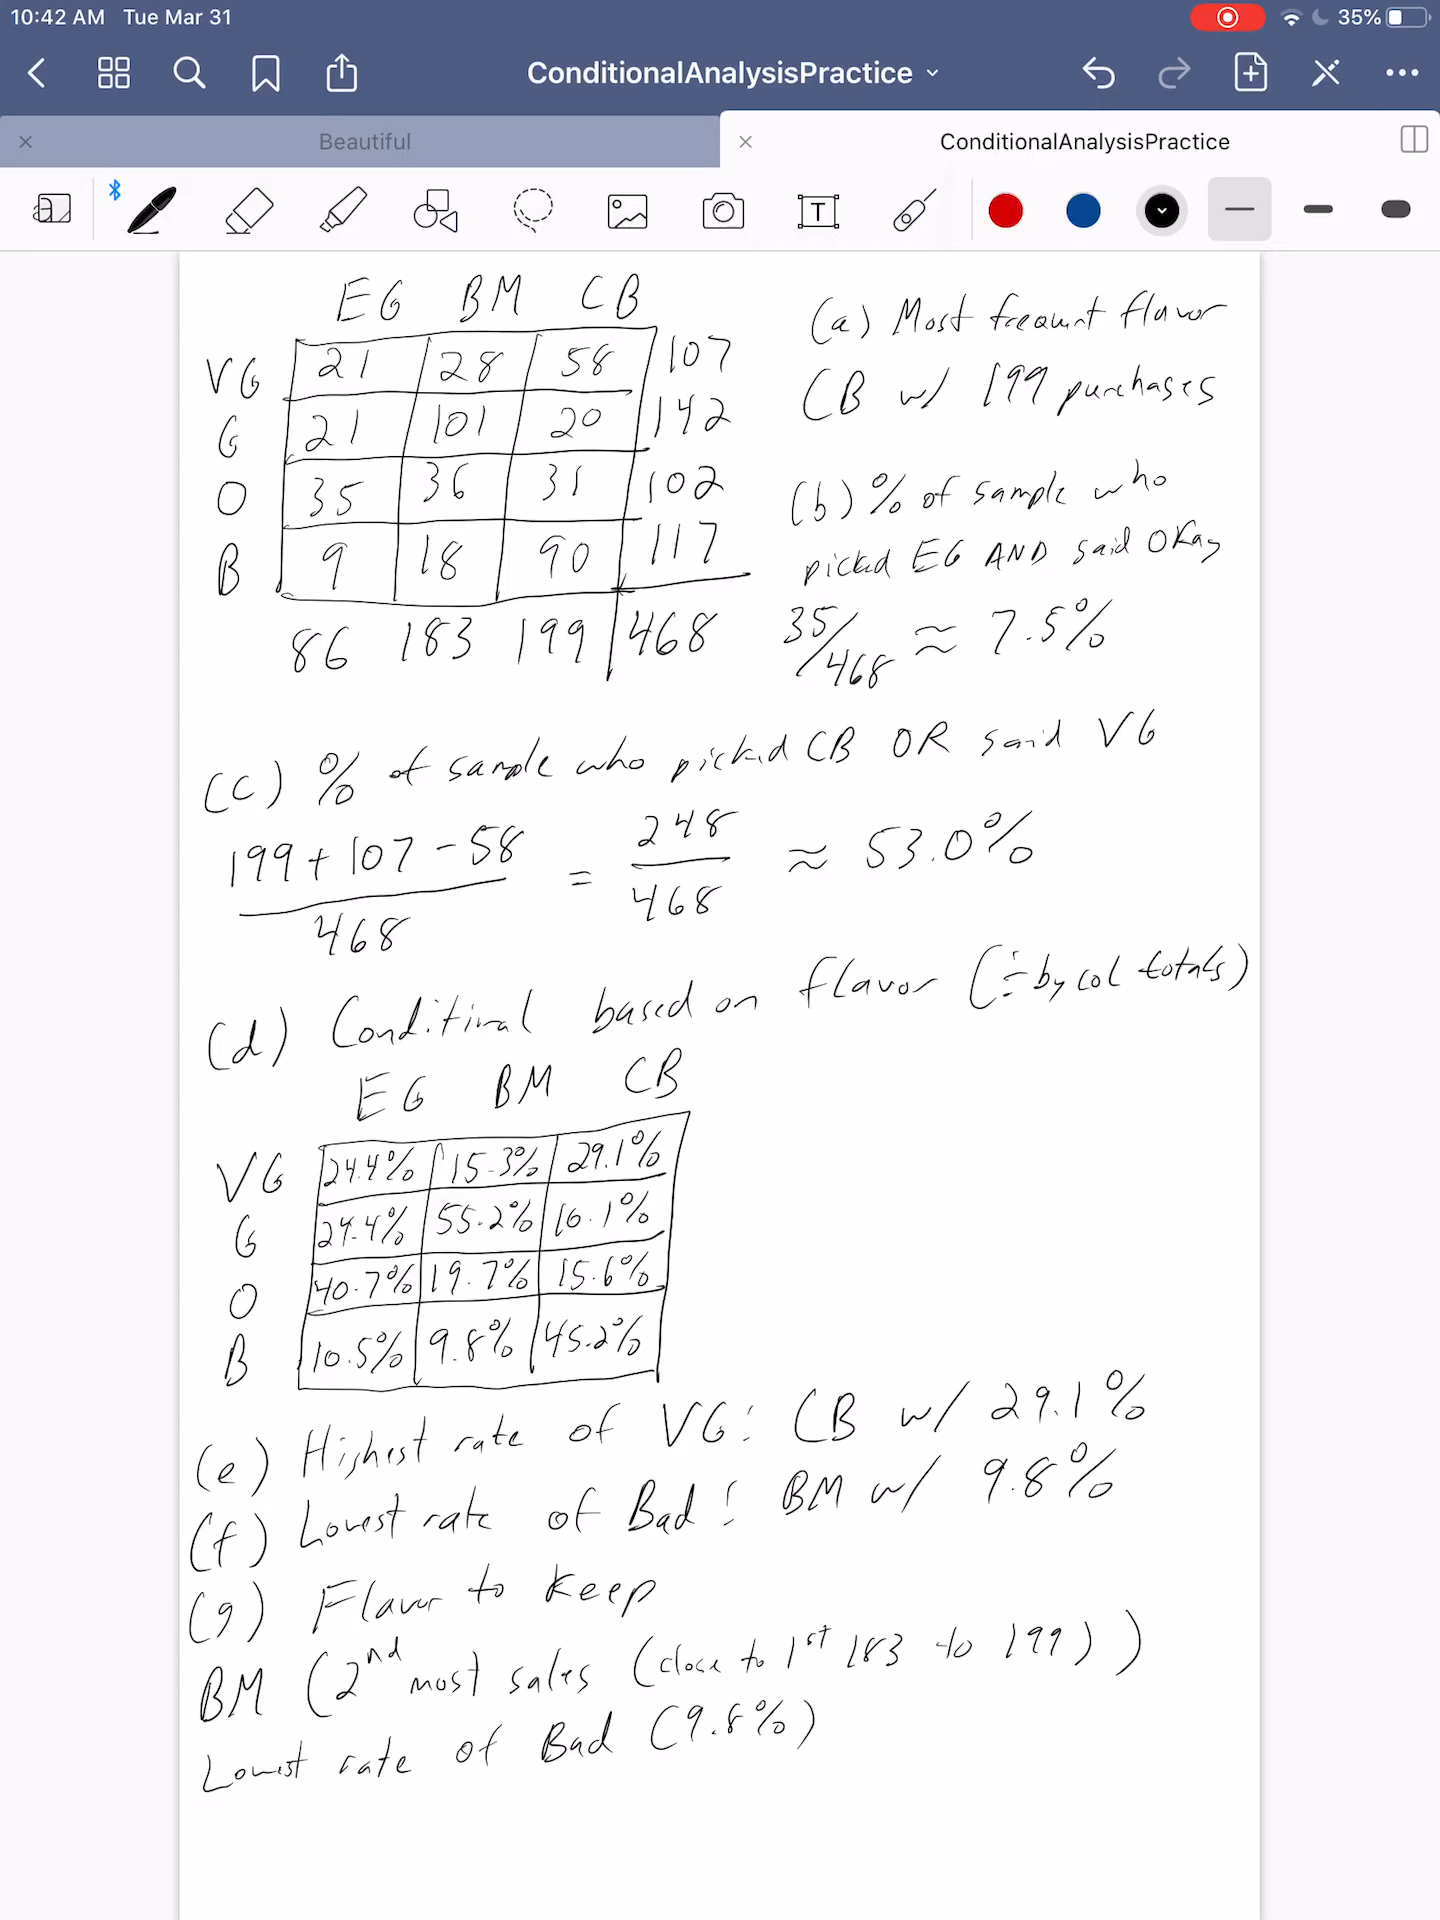 10:42 AM Tue Mar 31
35%
ConditionalAnalysisPractice
Beautiful
ConditionalAnalysisPractice
a
T
EG BM CB
VG 21 28 58 107
G 21 101 20 142
O 35 36 31 102
B 9 18 90 117
86 183 199 468
(a) Most frequent flavor
CB w/ 199 purchases
(b) % of sample who
picked EG AND said Okay
35/468 ≈ 7.5%
(c) % of sample who picked CB OR said VG
199 + 107 - 58 / 468 = 248 / 468 ≈ 53.0%
(d) Conditional based on flavor (÷ by col totals)
EG BM CB
VG 24.4% 15.3% 29.1%
G 24.4% 55.2% 10.1%
O 40.7% 19.7% 15.6%
B 10.5% 9.8% 45.2%
(e) Highest rate of VG: CB w/ 29.1%
(f) Lowest rate of Bad: BM w/ 9.8%
(g) Flavor to keep
BM (2nd most sales (close to 1st 183 to 199))
Lowest rate of Bad (9.8%)